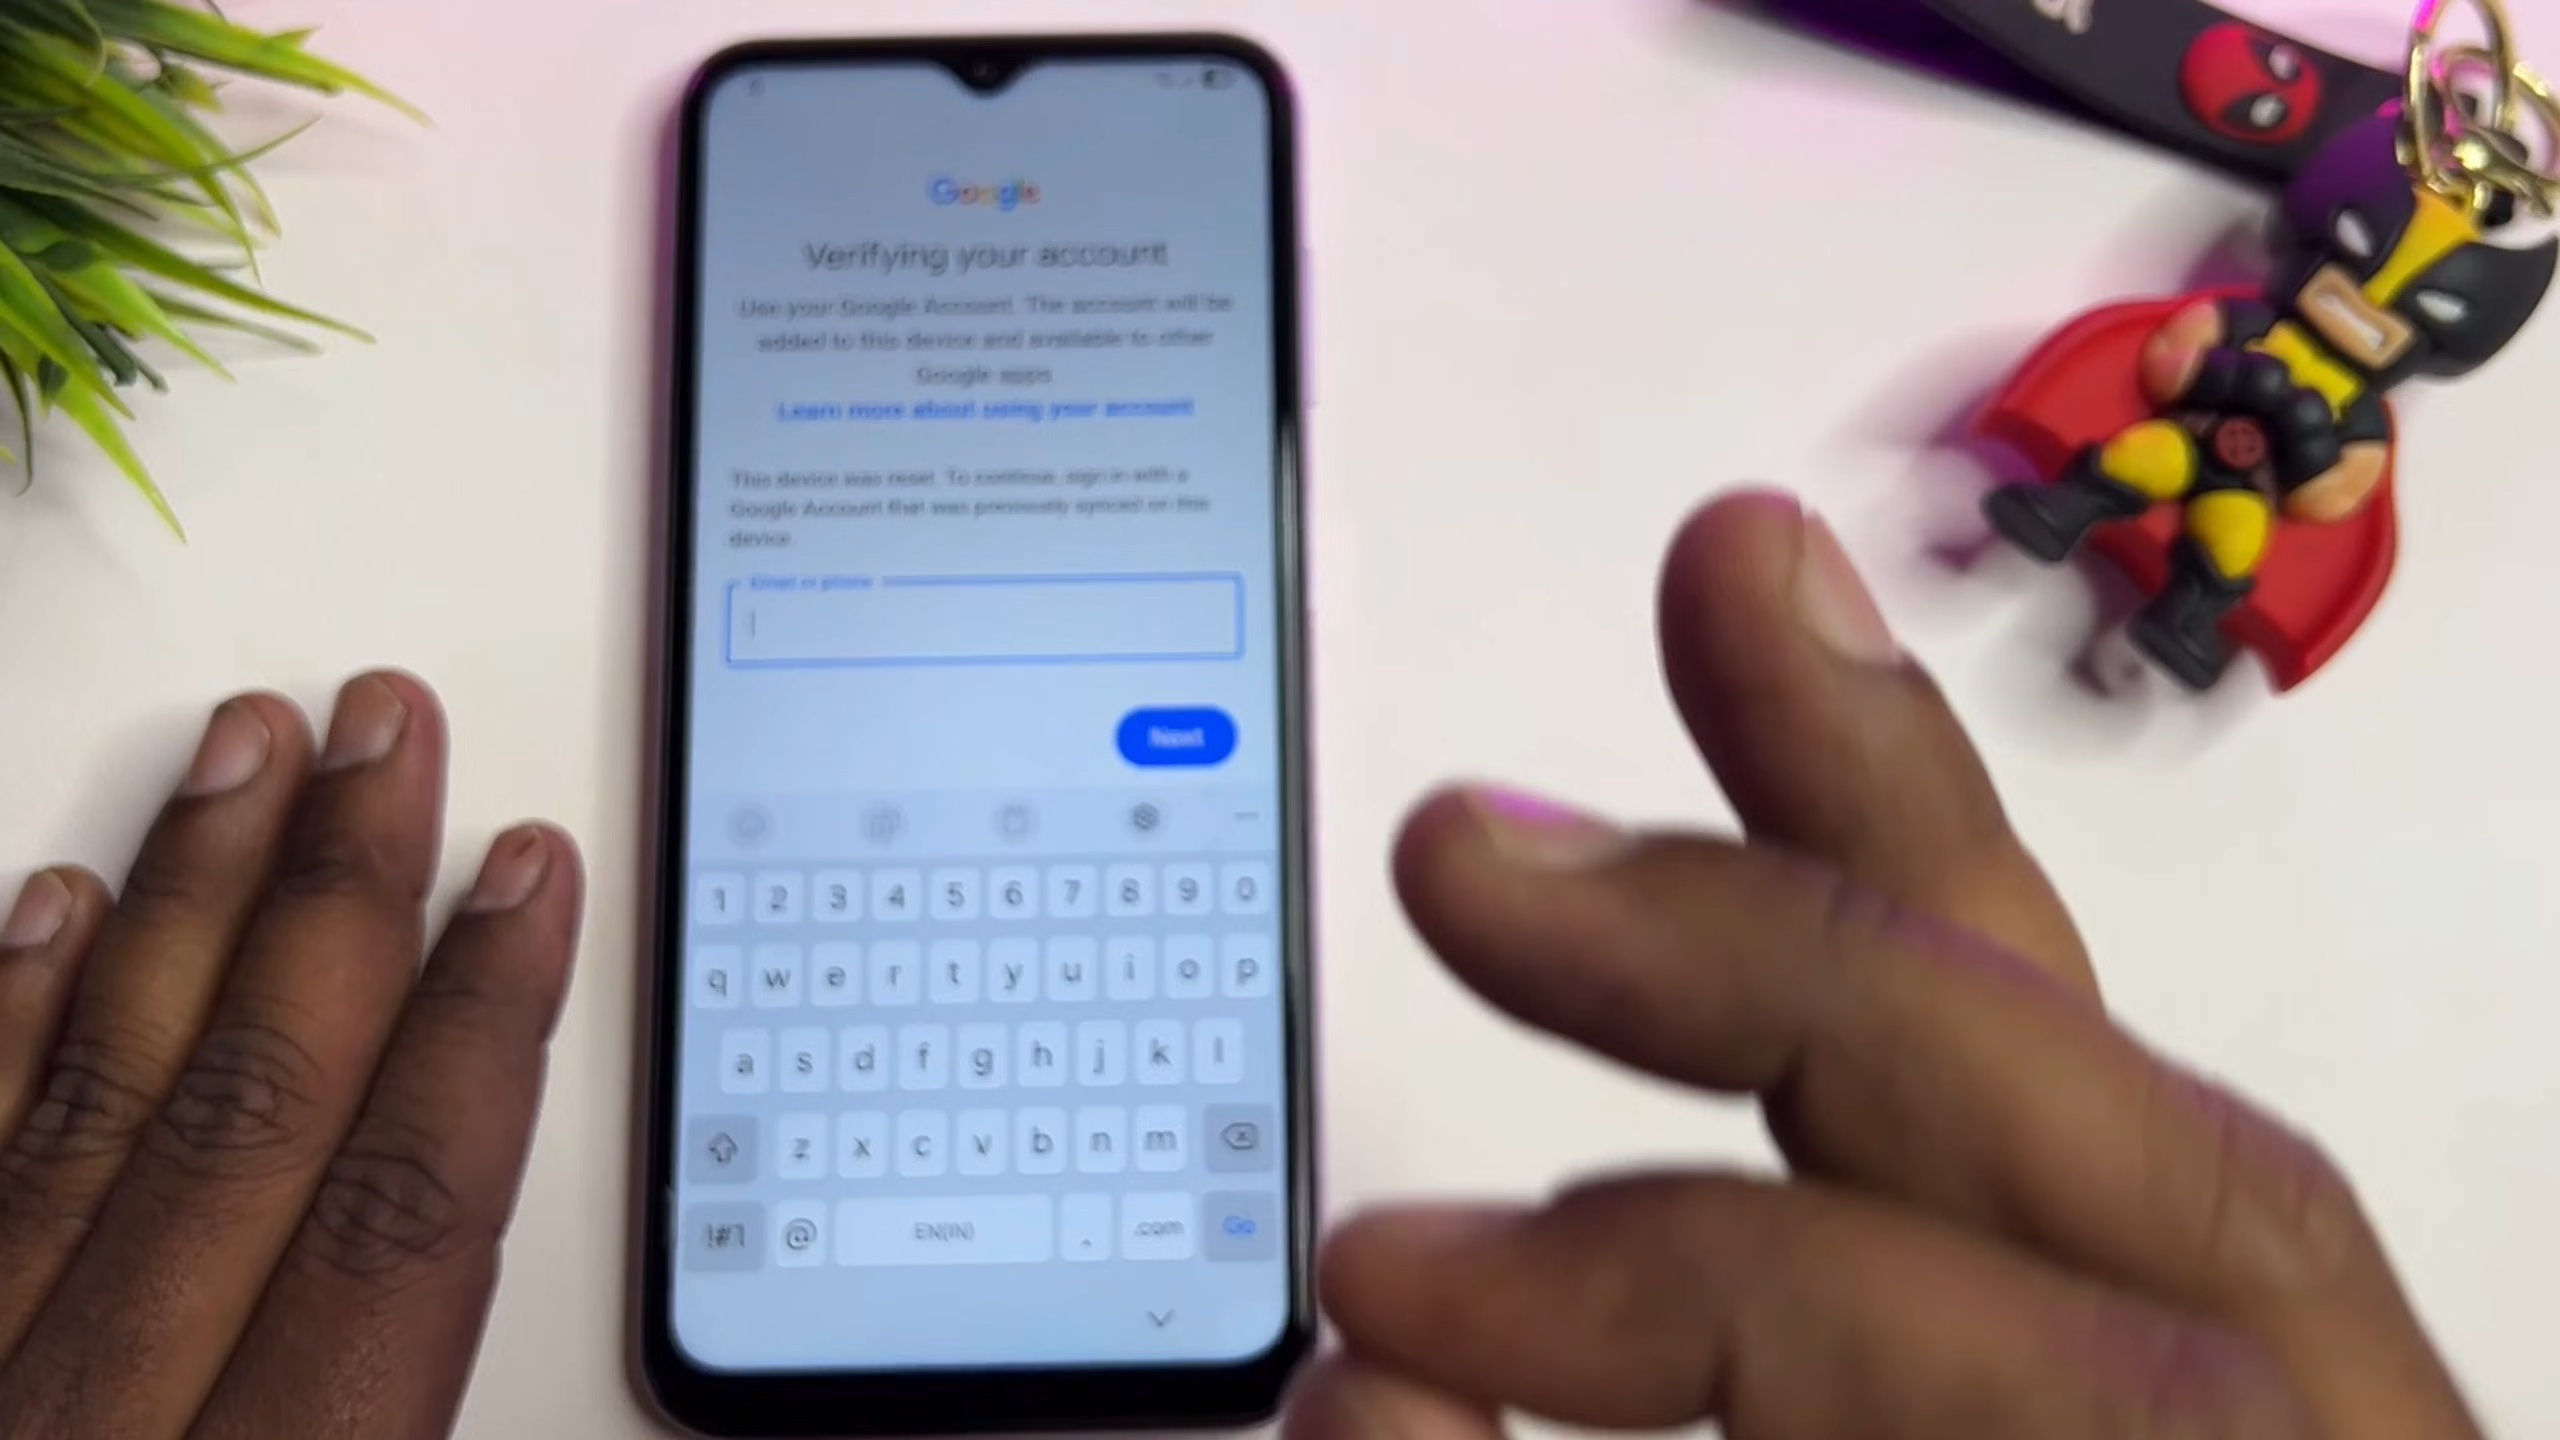 Google
Verifying your account
Use your Google Account. The account will be
added to this device and available to other
Google apps
Learn more about using your account
This device was reset. To continue, sign in with a
Google Account that was previously synced on this
device.
Email or phone
Next
1 2 3 4 5 6 7 8 9 0
q w e r t y u i o p
a s d f g h j k l
z x c v b n m
!#1 @ EN(IN) . .com Go